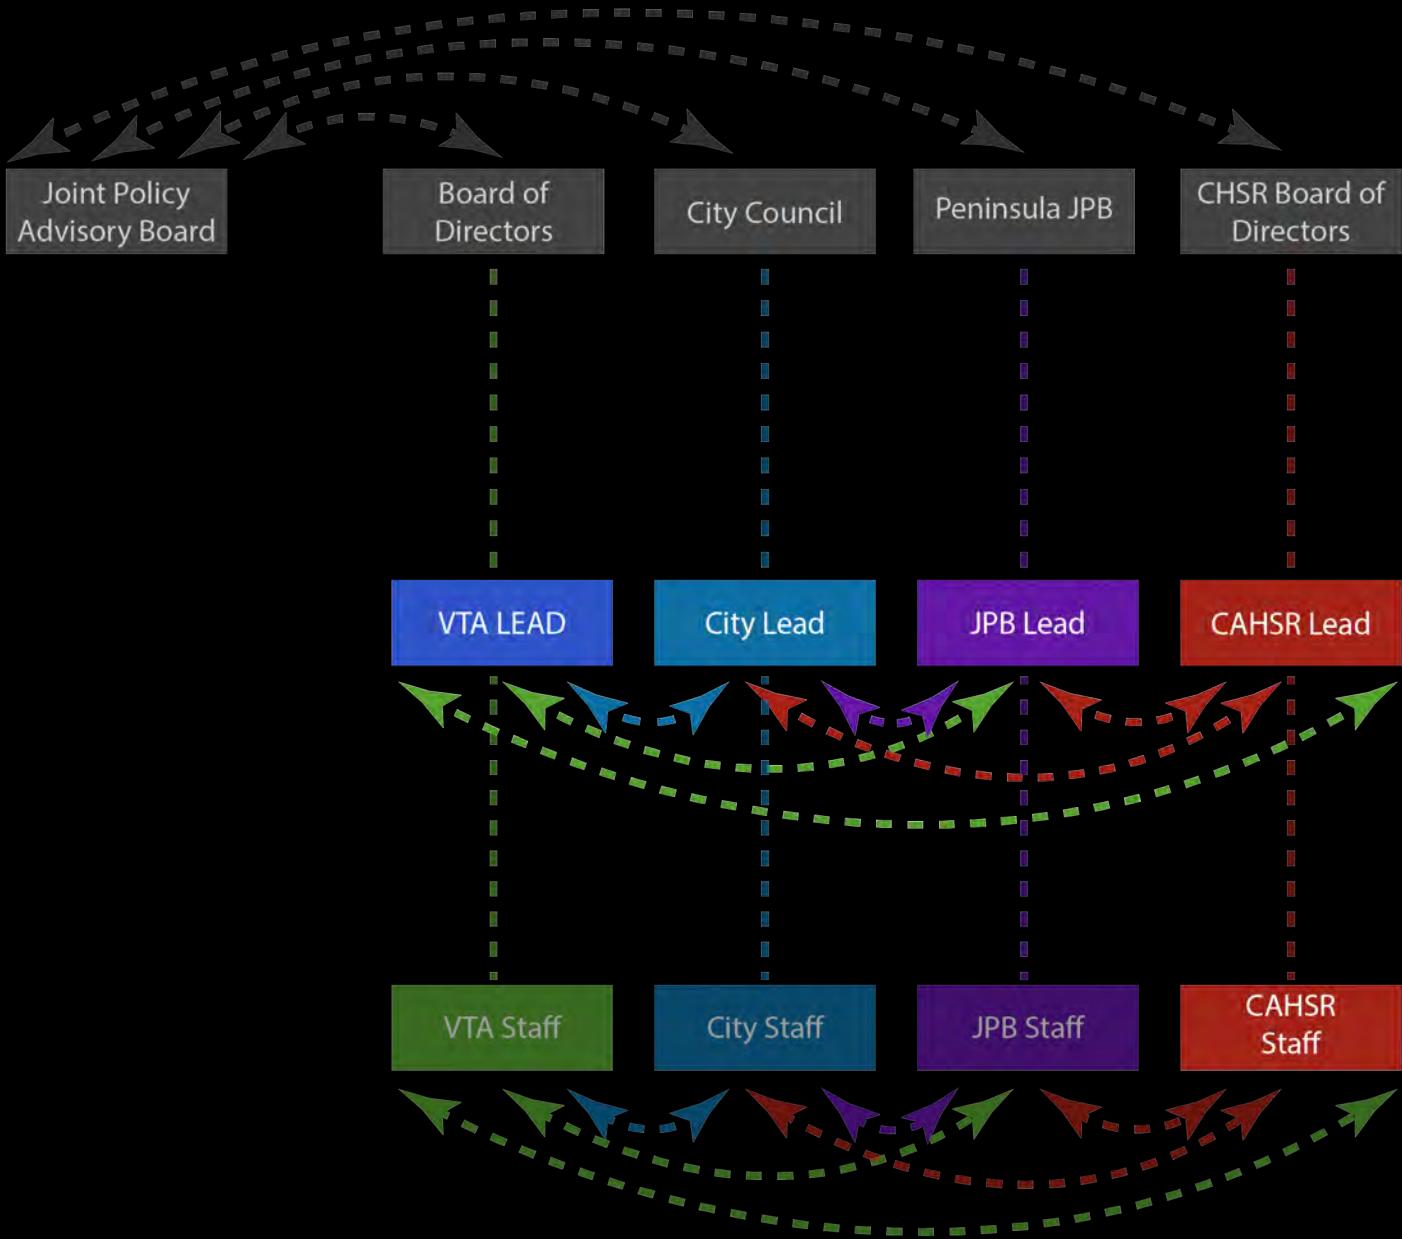 Joint Policy
Advisory Board
Board of
Directors
City Council
Peninsula JPB
CHSR Board of
Directors
VTA LEAD
City Lead
JPB Lead
CAHSR Lead
VTA Staff
City Staff
JPB Staff
CAHSR
Staff